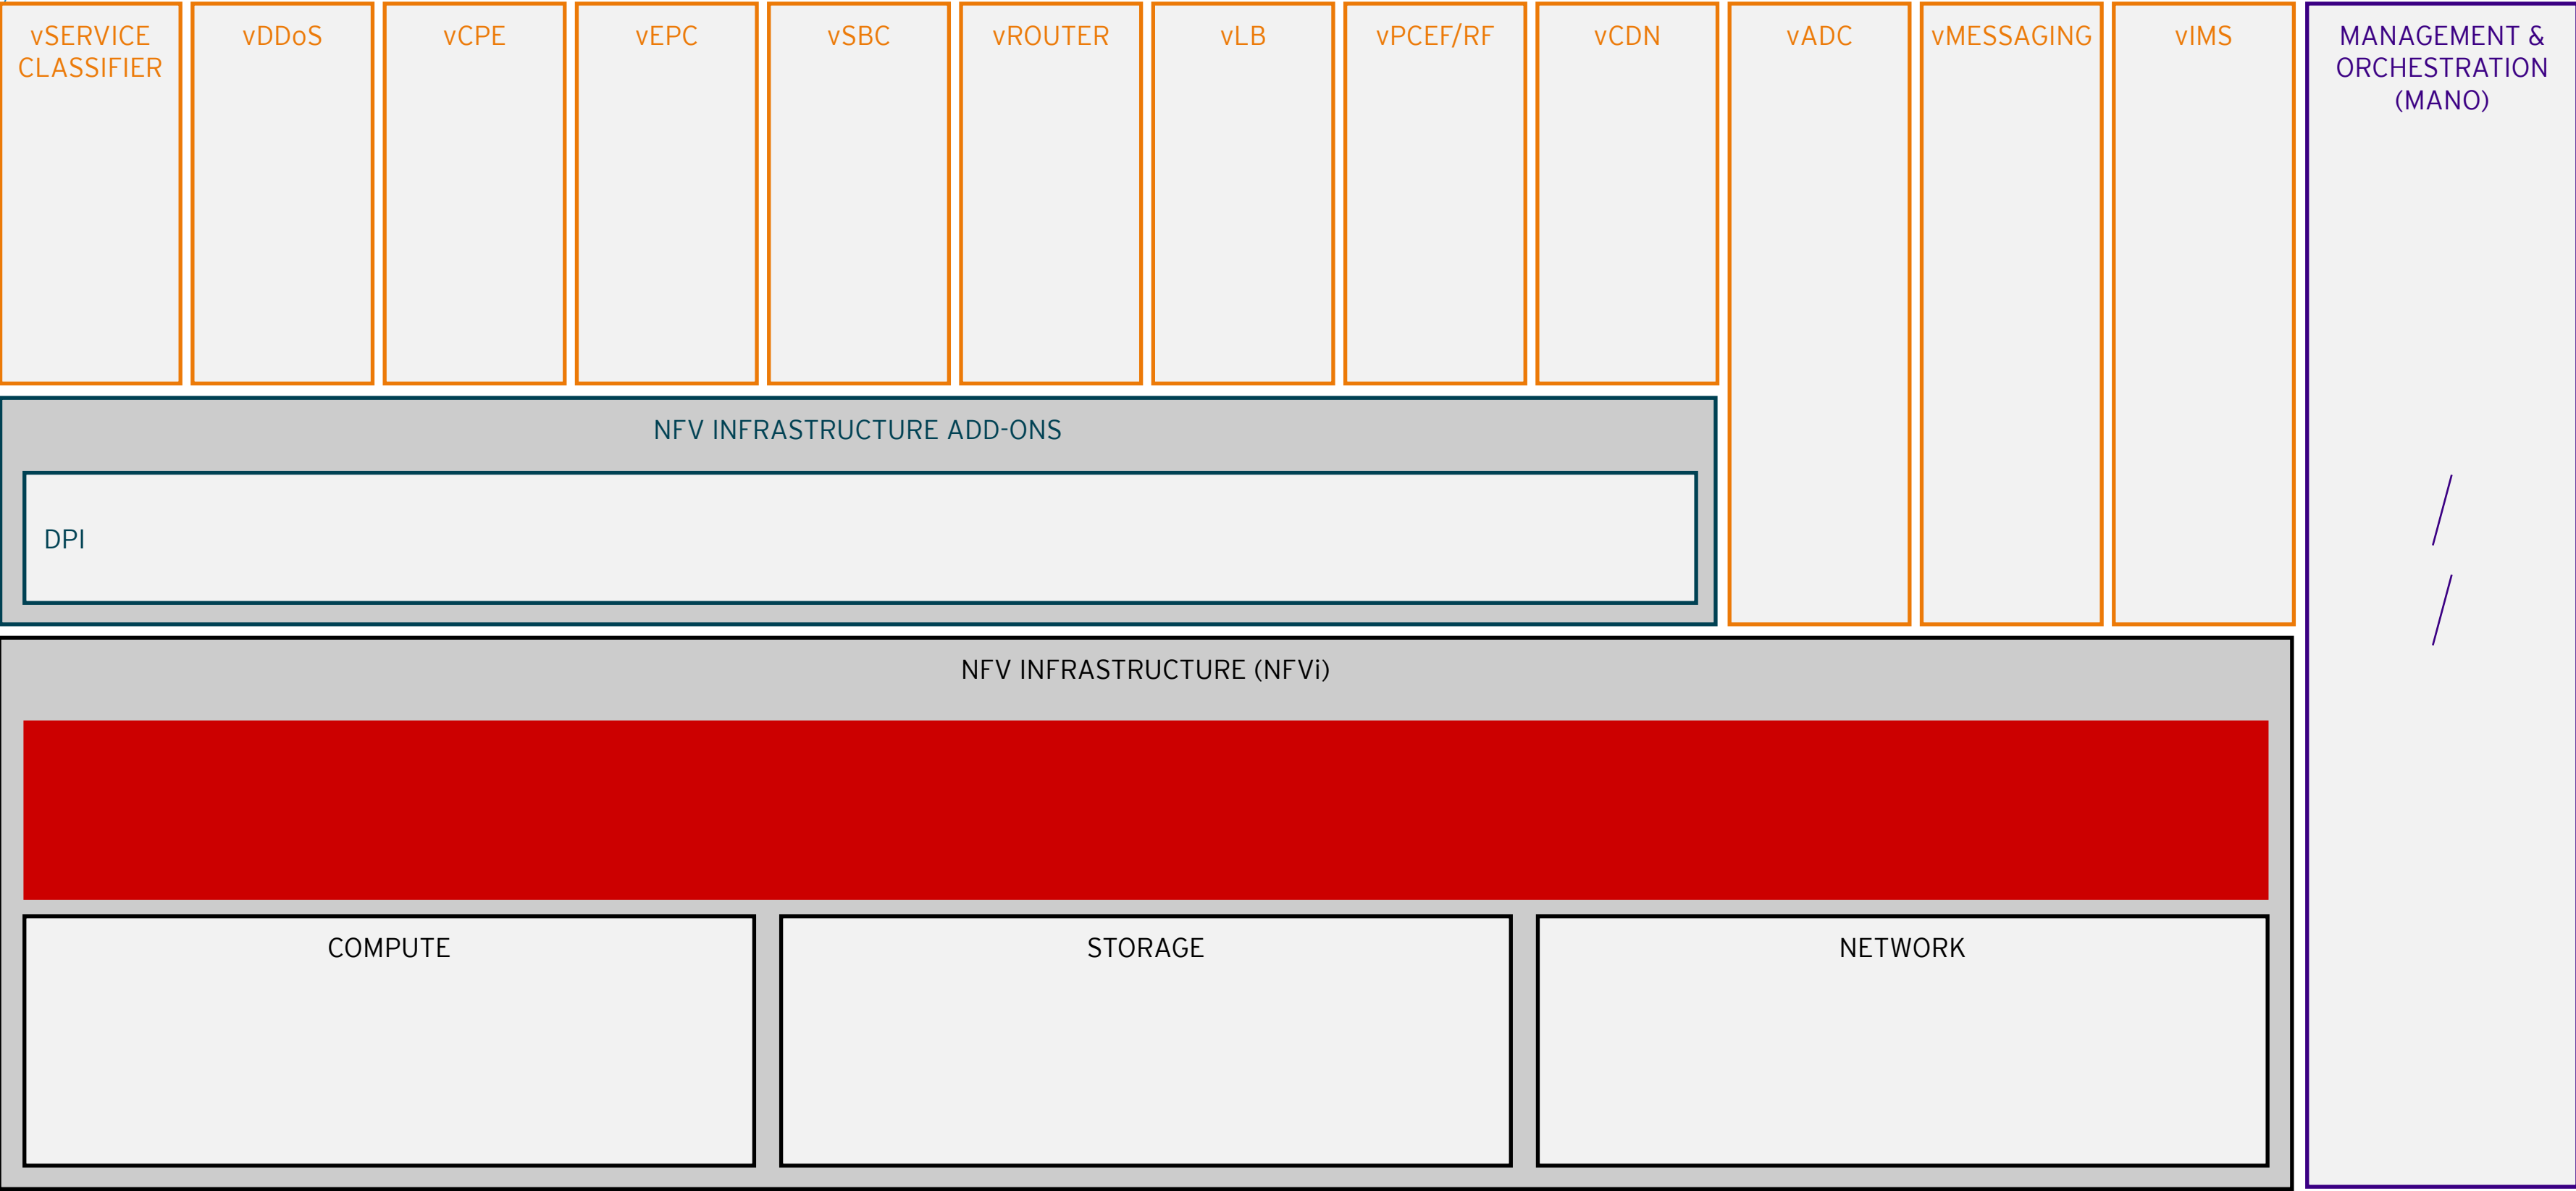 vSERVICE
CLASSIFIER
vDDoS
vCPE
vEPC
vSBC
vROUTER
vLB
vPCEF/RF
vCDN
vADC
vMESSAGING
vIMS
MANAGEMENT &
ORCHESTRATION
(MANO)
NFV INFRASTRUCTURE ADD-ONS
DPI
/
/
NFV INFRASTRUCTURE (NFVi)
COMPUTE
STORAGE
NETWORK